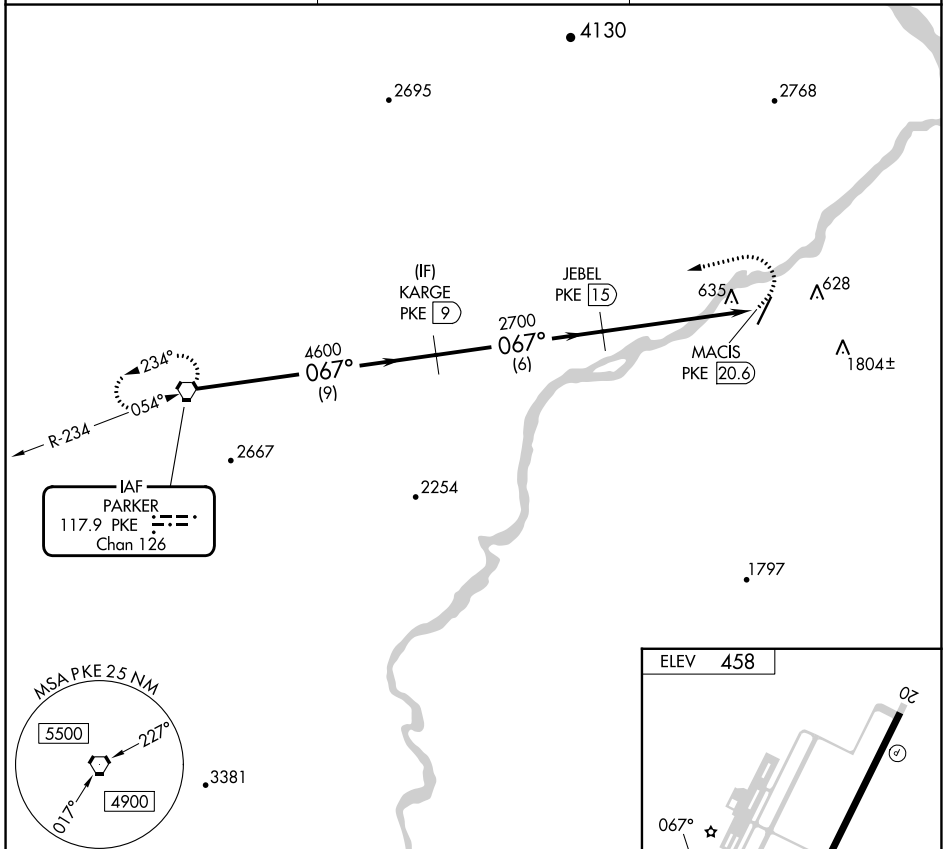 4130
2695
2768
(IF)
KARGE
PKE 9
JEBEL
PKE 15
635
628
4600
067°
(9)
2700
067°
(6)
MACIS
PKE 20.6
1804±
234°
054°
R-234
2667
2254
IAF
PARKER
117.9 PKE
Chan 126
1797
MSA PKE 25 NM
5500
227°
4900
017°
3381
ELEV 458
20
P
067°